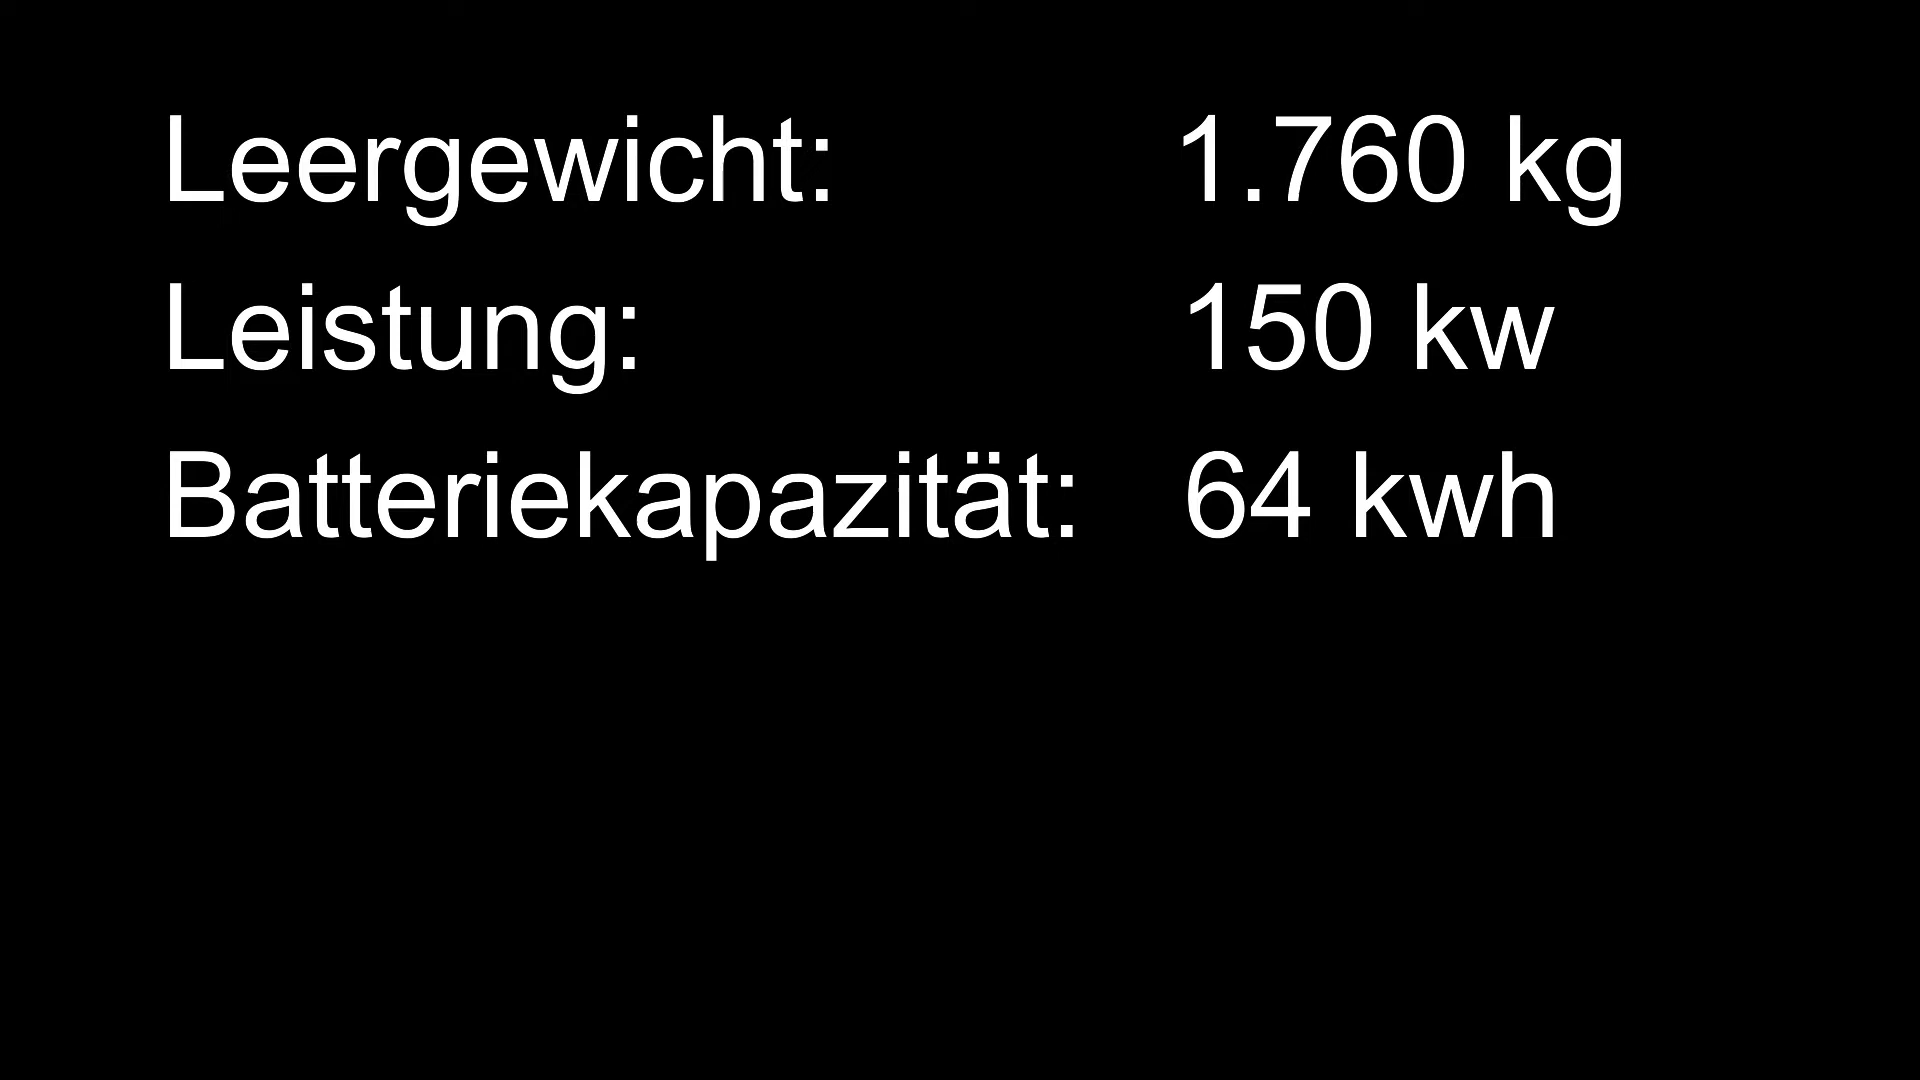 Leergewicht: 1.760 kg
Leistung: 150 kw
Batteriekapazität: 64 kwh